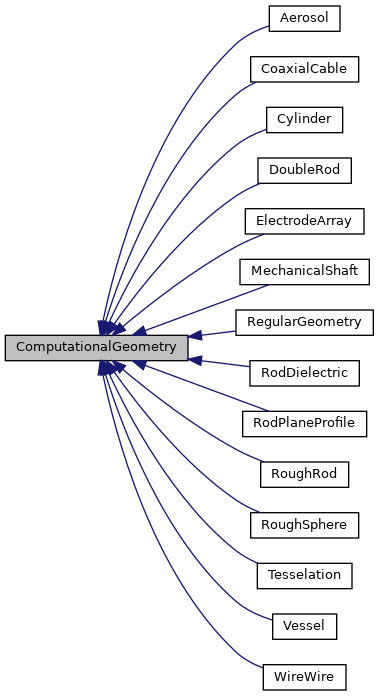 Aerosol
CoaxialCable
Cylinder
DoubleRod
ElectrodeArray
MechanicalShaft
RegularGeometry
ComputationalGeometry
RodDielectric
RodPlaneProfile
RoughRod
RoughSphere
Tesselation
Vessel
WireWire